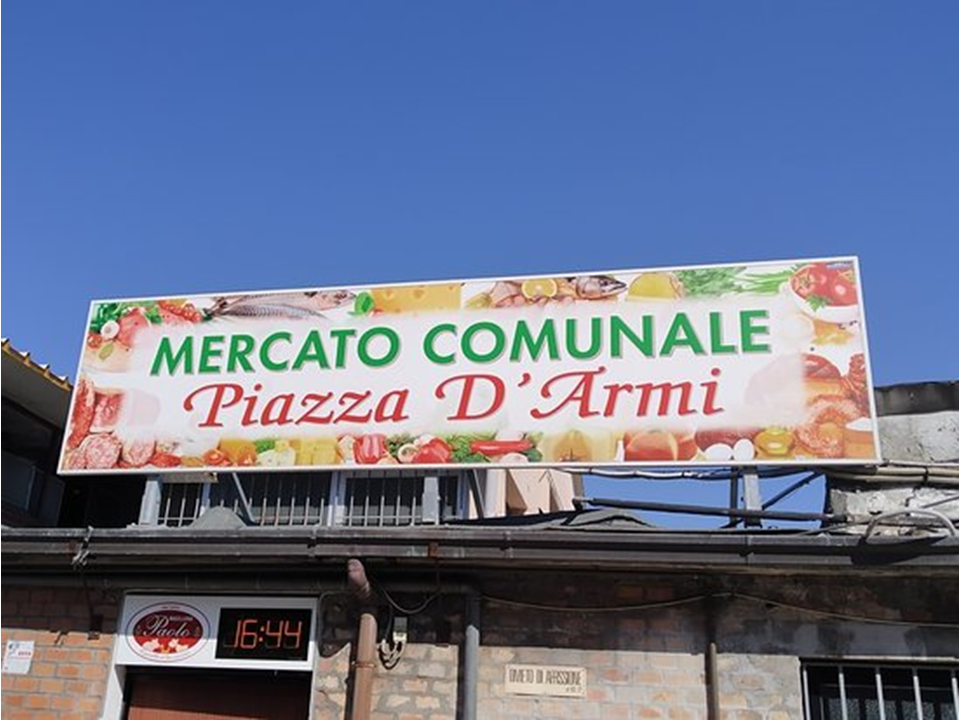 MERCATO COMUNALE
Piazza D'Armi
Paolo
16:44
DIVIETO DI AFFISSIONE